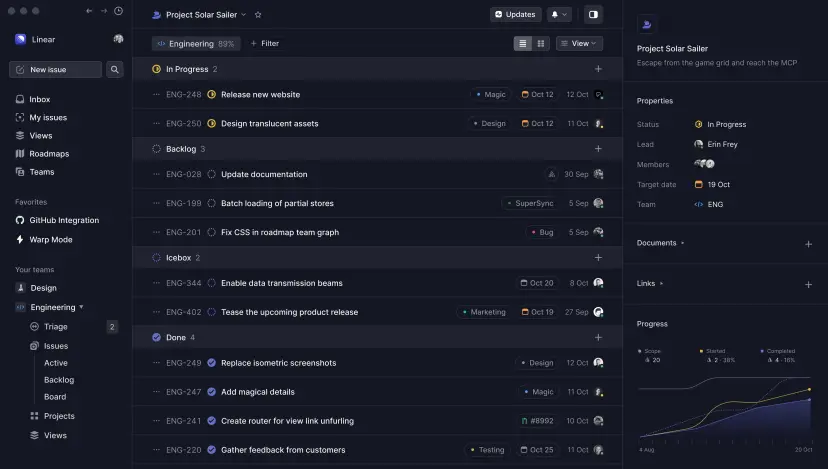 Linear
New issue
Inbox
My issues
Views
Roadmaps
Teams
Favorites
GitHub Integration
Warp Mode
Your teams
Design
Engineering
Triage 2
Issues
Active
Backlog
Board
Projects
Views
Project Solar Sailer
Updates
Engineering 89%
Filter
View
In Progress 2
ENG-248 Release new website Magic Oct 12 12 Oct
ENG-250 Design translucent assets Design Oct 12 11 Oct
Backlog 3
ENG-028 Update documentation 30 Sep
ENG-199 Batch loading of partial stores SuperSync 5 Sep
ENG-201 Fix CSS in roadmap team graph Bug 5 Sep
Icebox 2
ENG-344 Enable data transmission beams Oct 20 8 Oct
ENG-402 Tease the upcoming product release Marketing Oct 19 27 Sep
Done 4
ENG-249 Replace isometric screenshots Design 12 Oct
ENG-247 Add magical details Magic 11 Oct
ENG-241 Create router for view link unfurling #8992 10 Oct
ENG-220 Gather feedback from customers Testing Oct 25 11 Oct
Project Solar Sailer
Escape from the game grid and reach the MCP
Properties
Status In Progress
Lead Erin Frey
Members
Target date 19 Oct
Team ENG
Documents
Links
Progress
Scope Started Completed
20 2 · 38% 4 · 16%
4 Aug 20 Oct